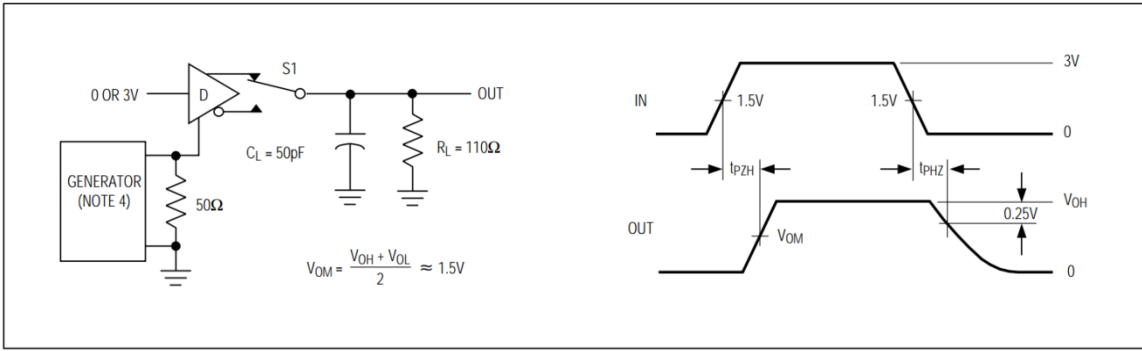 0 OR 3V
D
S1
OUT
GENERATOR
(NOTE 4)
50Ω
C_L = 50pF
R_L = 110Ω
V_OM = (V_OH + V_OL) / 2 ≈ 1.5V
IN
1.5V
1.5V
3V
0
t_PZH
t_PHZ
OUT
V_OM
V_OH
0.25V
0